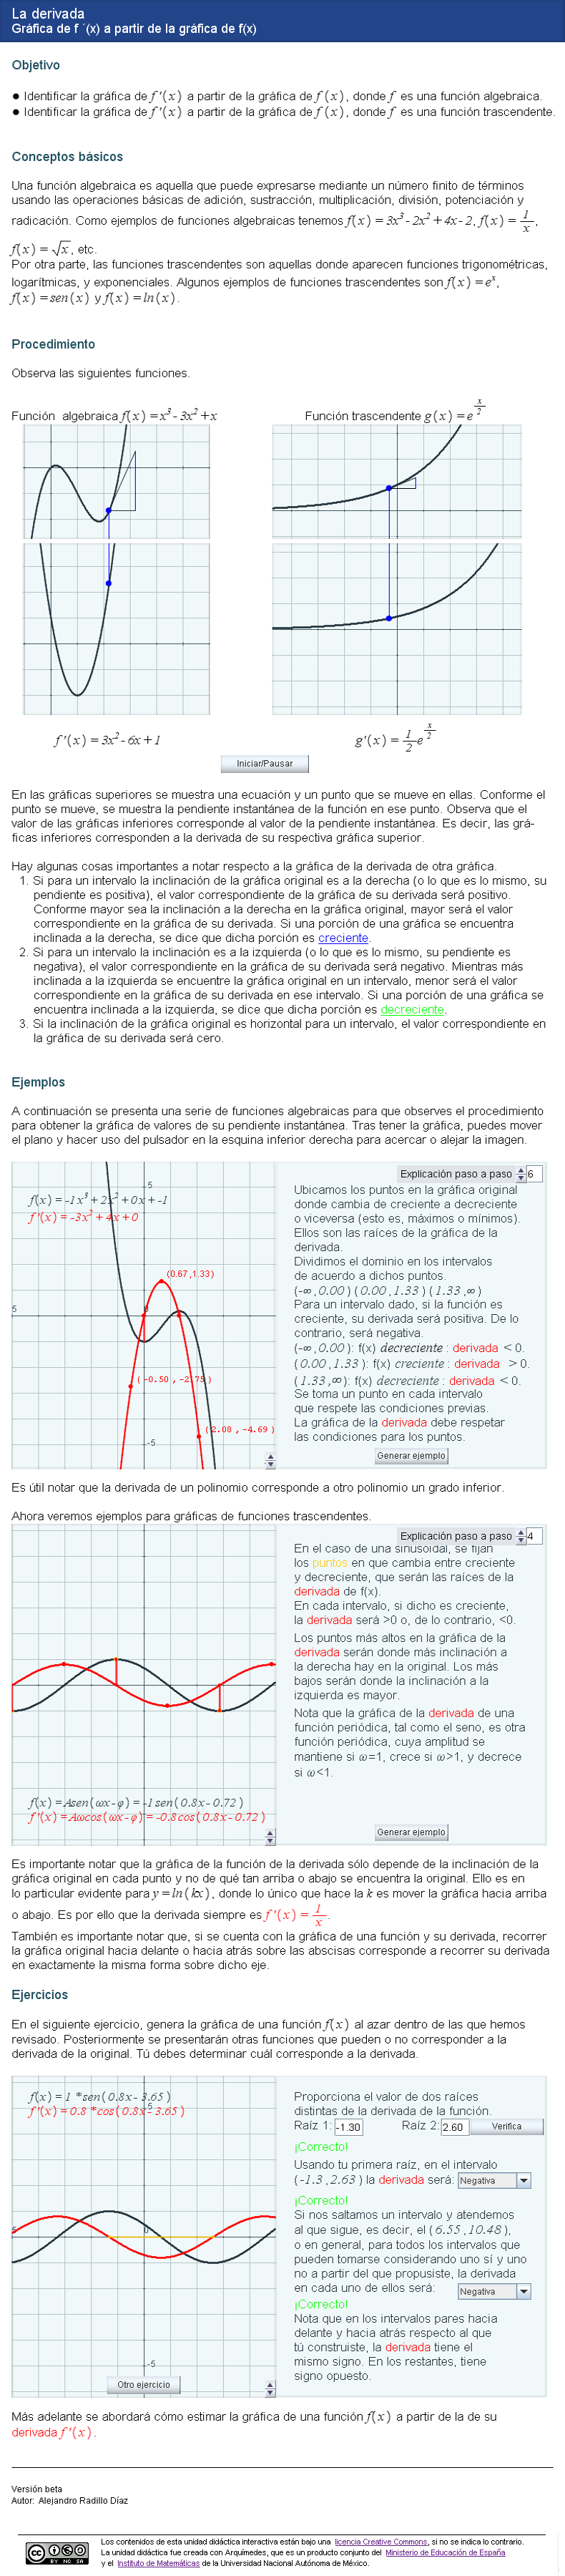 La derivada
Gráfica de f ´(x) a partir de la gráfica de f(x)
Objetivo
● Identificar la gráfica de f'(x) a partir de la gráfica de f(x), donde f es una función algebraica.
● Identificar la gráfica de f'(x) a partir de la gráfica de f(x), donde f es una función trascendente.
Conceptos básicos
Una función algebraica es aquella que puede expresarse mediante un número finito de términos
usando las operaciones básicas de adición, sustracción, multiplicación, división, potenciación y
radicación. Como ejemplos de funciones algebraicas tenemos f(x)=3x³-2x²+4x-2, f(x)=1/x,
f(x)=√x, etc.
Por otra parte, las funciones trascendentes son aquellas donde aparecen funciones trigonométricas,
logarítmicas, y exponenciales. Algunos ejemplos de funciones trascendentes son f(x)=eˣ,
f(x)=sen(x) y f(x)=ln(x).
Procedimiento
Observa las siguientes funciones.
Función algebraica f(x)=x³-3x²+x
Función trascendente g(x)=e^(x/2)
f'(x)=3x²-6x+1
g'(x)=1/2 e^(x/2)
Iniciar/Pausar
En las gráficas superiores se muestra una ecuación y un punto que se mueve en ellas. Conforme el
punto se mueve, se muestra la pendiente instantánea de la función en ese punto. Observa que el
valor de las gráficas inferiores corresponde al valor de la pendiente instantánea. Es decir, las grá-
ficas inferiores corresponden a la derivada de su respectiva gráfica superior.
Hay algunas cosas importantes a notar respecto a la gráfica de la derivada de otra gráfica.
1. Si para un intervalo la inclinación de la gráfica original es a la derecha (o lo que es lo mismo, su
pendiente es positiva), el valor correspondiente de la gráfica de su derivada será positivo.
Conforme mayor sea la inclinación a la derecha en la gráfica original, mayor será el valor
correspondiente en la gráfica de su derivada. Si una porción de una gráfica se encuentra
inclinada a la derecha, se dice que dicha porción es creciente.
2. Si para un intervalo la inclinación es a la izquierda (o lo que es lo mismo, su pendiente es
negativa), el valor correspondiente en la gráfica de su derivada será negativo. Mientras más
inclinada a la izquierda se encuentre la gráfica original en un intervalo, menor será el valor
correspondiente en la gráfica de su derivada en ese intervalo. Si una porción de una gráfica se
encuentra inclinada a la izquierda, se dice que dicha porción es decreciente.
3. Si la inclinación de la gráfica original es horizontal para un intervalo, el valor correspondiente en
la gráfica de su derivada será cero.
Ejemplos
A continuación se presenta una serie de funciones algebraicas para que observes el procedimiento
para obtener la gráfica de valores de su pendiente instantánea. Tras tener la gráfica, puedes mover
el plano y hacer uso del pulsador en la esquina inferior derecha para acercar o alejar la imagen.
f(x)=-1x³+2x²+0x+-1
f'(x)=-3x²+4x+0
5
(0.67,1.33)
5
0
(-0.50 ,-2.75)
(2.08 ,-4.69)
-5
Explicación paso a paso 6
Ubicamos los puntos en la gráfica original
donde cambia de creciente a decreciente
o viceversa (esto es, máximos o mínimos).
Ellos son las raíces de la gráfica de la
derivada.
Dividimos el dominio en los intervalos
de acuerdo a dichos puntos.
(-∞,0.00) (0.00,1.33) (1.33,∞)
Para un intervalo dado, si la función es
creciente, su derivada será positiva. De lo
contrario, será negativa.
(-∞,0.00): f(x) decreciente : derivada < 0.
(0.00,1.33): f(x) creciente : derivada > 0.
(1.33,∞): f(x) decreciente : derivada < 0.
Se toma un punto en cada intervalo
que respete las condiciones previas.
La gráfica de la derivada debe respetar
las condiciones para los puntos.
Generar ejemplo
Es útil notar que la derivada de un polinomio corresponde a otro polinomio un grado inferior.
Ahora veremos ejemplos para gráficas de funciones trascendentes.
f(x)=Asen(ωx-φ)=-1sen(0.8x-0.72)
f'(x)=Aωcos(ωx-φ)=-0.8cos(0.8x-0.72)
Explicación paso a paso 4
En el caso de una sinusoidal, se fijan
los puntos en que cambia entre creciente
y decreciente, que serán las raíces de la
derivada de f(x).
En cada intervalo, si dicho es creciente,
la derivada será >0 o, de lo contrario, <0.
Los puntos más altos en la gráfica de la
derivada serán donde más inclinación a
la derecha hay en la original. Los más
bajos serán donde la inclinación a la
izquierda es mayor.
Nota que la gráfica de la derivada de una
función periódica, tal como el seno, es otra
función periódica, cuya amplitud se
mantiene si ω=1, crece si ω>1, y decrece
si ω<1.
Generar ejemplo
Es importante notar que la gráfica de la función de la derivada sólo depende de la inclinación de la
gráfica original en cada punto y no de qué tan arriba o abajo se encuentra la original. Ello es en
lo particular evidente para y=ln(kx), donde lo único que hace la k es mover la gráfica hacia arriba
o abajo. Es por ello que la derivada siempre es f'(x)=1/x.
También es importante notar que, si se cuenta con la gráfica de una función y su derivada, recorrer
la gráfica original hacia delante o hacia atrás sobre las abscisas corresponde a recorrer su derivada
en exactamente la misma forma sobre dicho eje.
Ejercicios
En el siguiente ejercicio, genera la gráfica de una función f(x) al azar dentro de las que hemos
revisado. Posteriormente se presentarán otras funciones que pueden o no corresponder a la
derivada de la original. Tú debes determinar cuál corresponde a la derivada.
f(x)=1*sen(0.8x-3.65)
f'(x)=0.8*cos(0.8x-3.65)
5
5
0
-5
Otro ejercicio
Proporciona el valor de dos raíces
distintas de la derivada de la función.
Raíz 1: -1.30 Raíz 2: 2.60 Verifica
¡Correcto!
Usando tu primera raíz, en el intervalo
(-1.3,2.63) la derivada será: Negativa
¡Correcto!
Si nos saltamos un intervalo y atendemos
al que sigue, es decir, el (6.55,10.48),
o en general, para todos los intervalos que
pueden tomarse considerando uno sí y uno
no a partir del que propusiste, la derivada
en cada uno de ellos será: Negativa
¡Correcto!
Nota que en los intervalos pares hacia
delante y hacia atrás respecto al que
tú construiste, la derivada tiene el
mismo signo. En los restantes, tiene
signo opuesto.
Más adelante se abordará cómo estimar la gráfica de una función f(x) a partir de la de su
derivada f'(x).
Versión beta
Autor: Alejandro Radillo Díaz
Los contenidos de esta unidad didáctica interactiva están bajo una licencia Creative Commons, si no se indica lo contrario.
La unidad didáctica fue creada con Arquímedes, que es un producto conjunto del Ministerio de Educación de España
y el Instituto de Matemáticas de la Universidad Nacional Autónoma de México.
cc BY NC SA